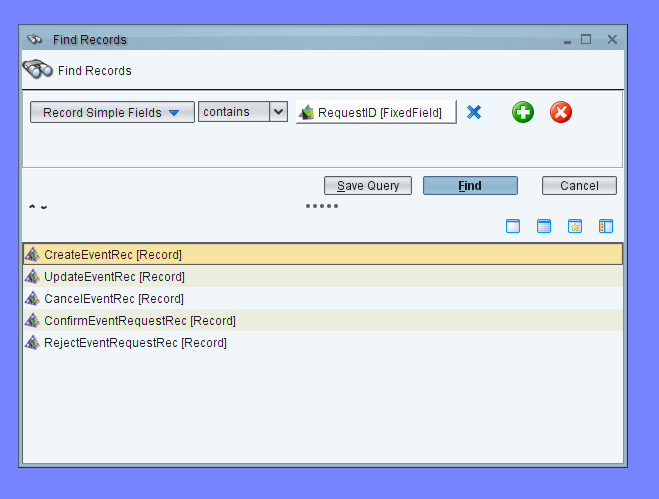 Find Records
Find Records
Record Simple Fields contains RequestID [FixedField]
Save Query Find Cancel
CreateEventRec [Record]
UpdateEventRec [Record]
CancelEventRec [Record]
ConfirmEventRequestRec [Record]
RejectEventRequestRec [Record]